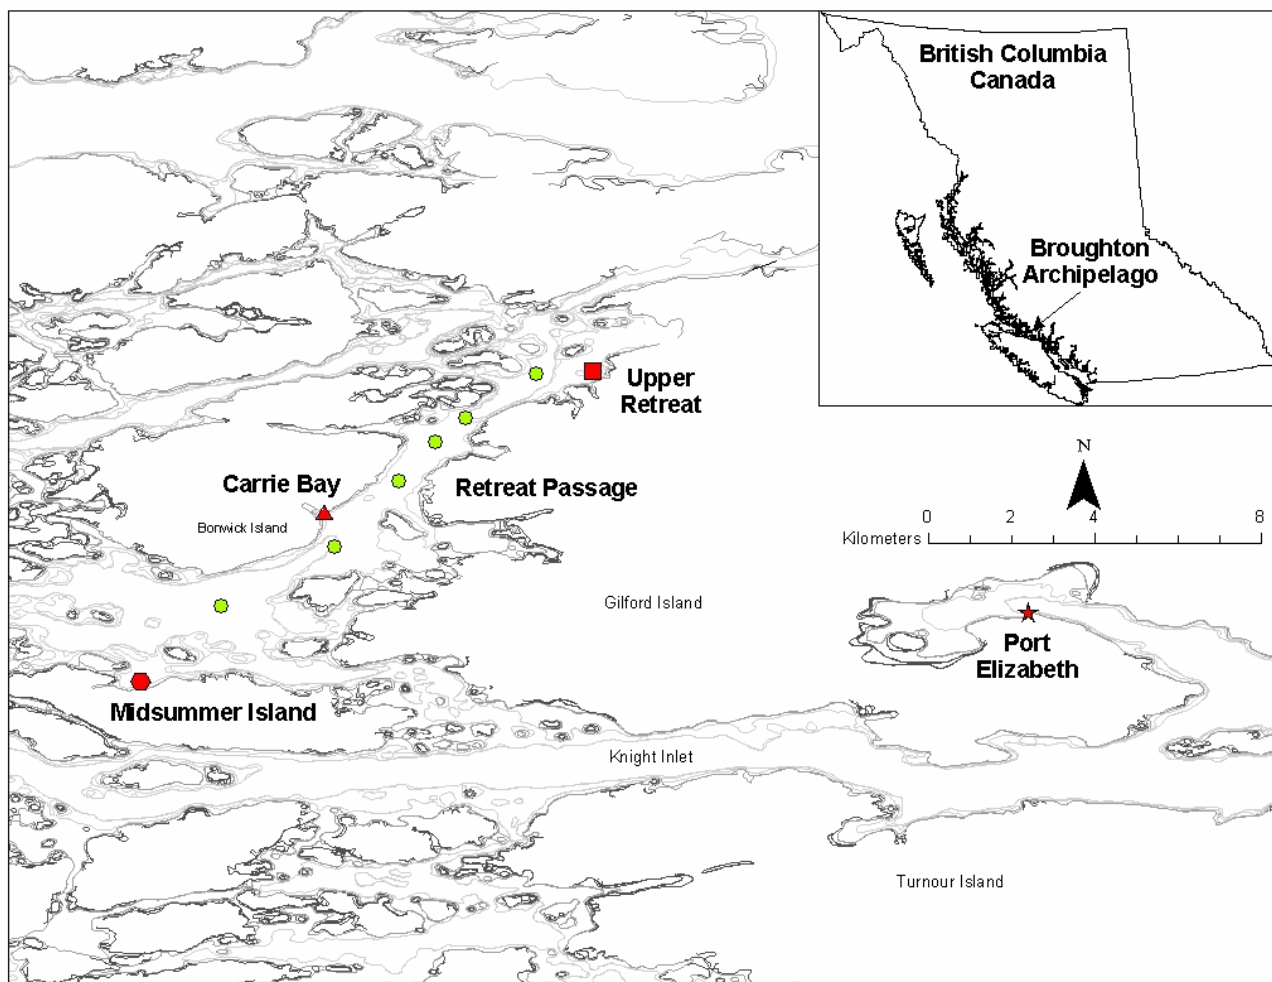 British Columbia
Canada
Broughton
Archipelago
Upper
Retreat
Carrie Bay
Retreat Passage
Bonwick Island
N
0 2 4 8
Kilometers
Gilford Island
Port
Elizabeth
Midsummer Island
Knight Inlet
Turnour Island